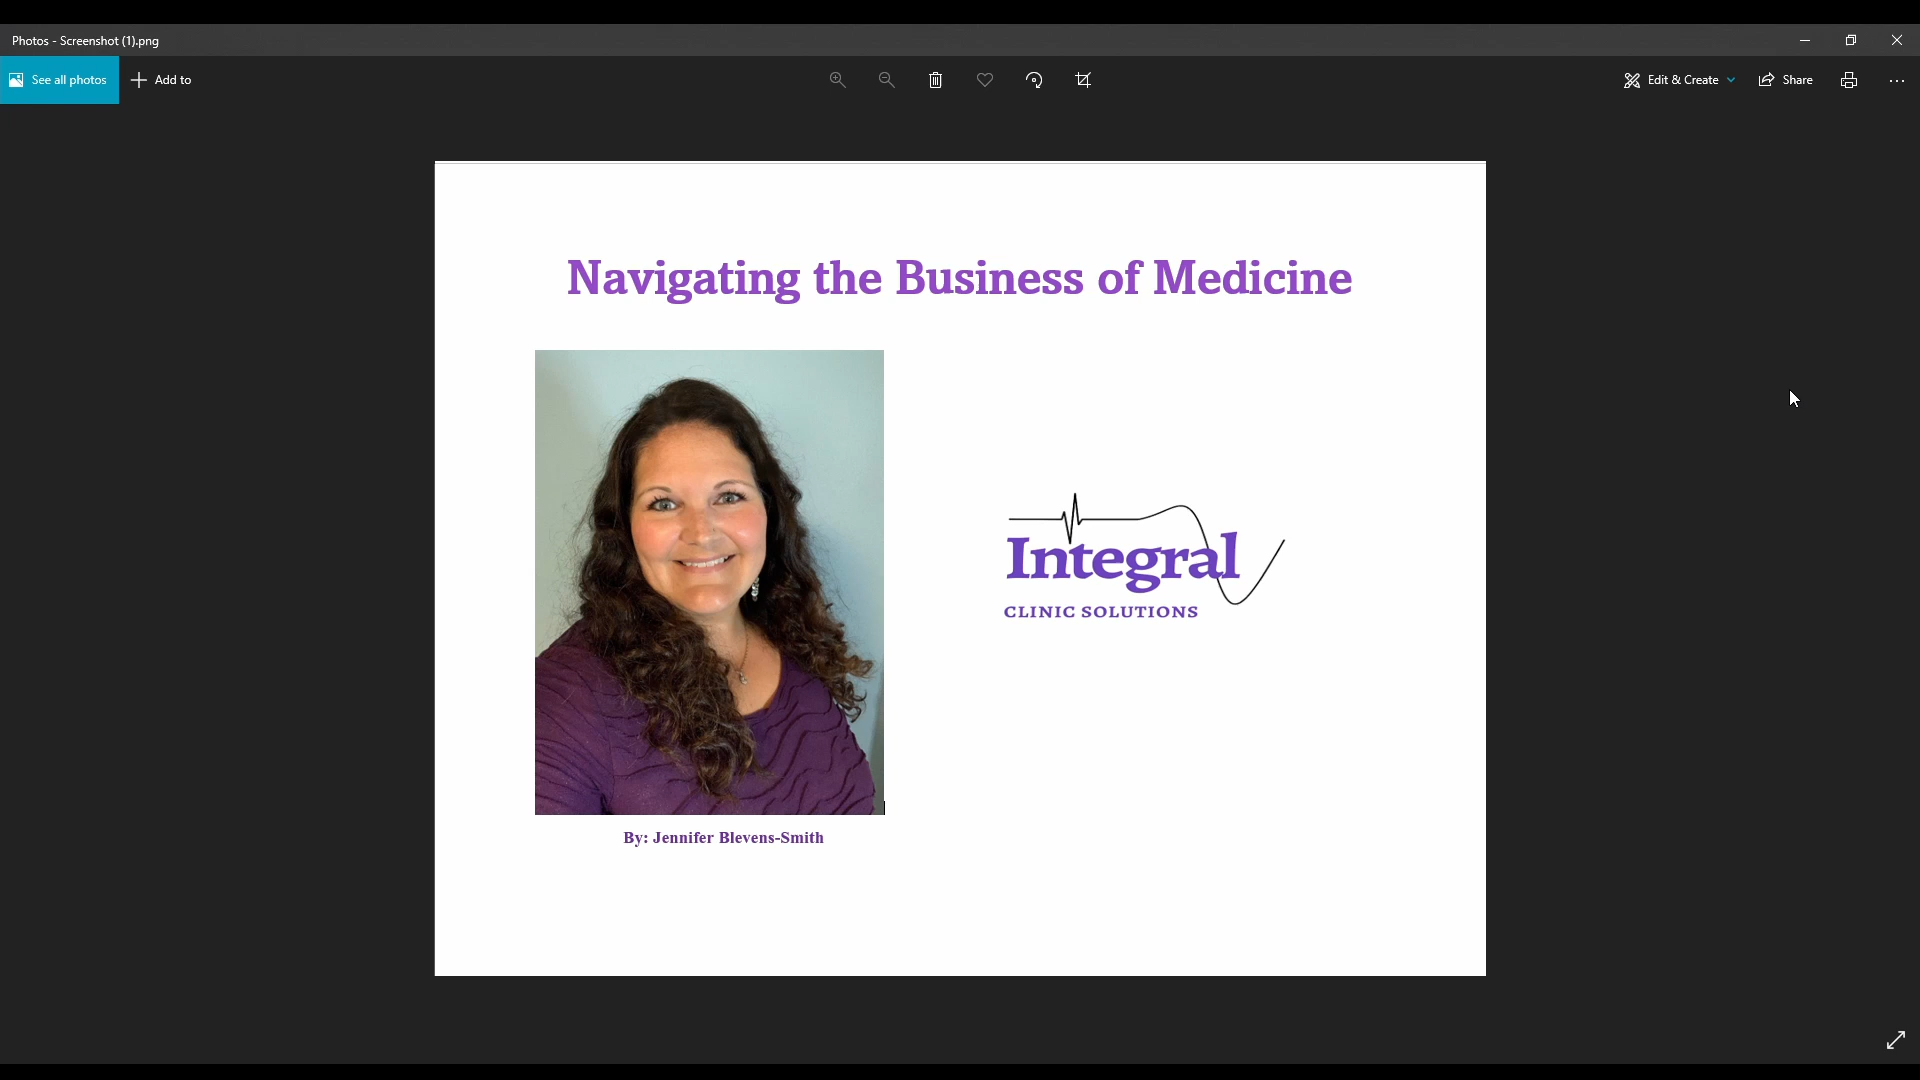 Photos - Screenshot (1).png
See all photos
Add to
Edit & Create
Share
Navigating the Business of Medicine
Integral
CLINIC SOLUTIONS
By: Jennifer Blevens-Smith